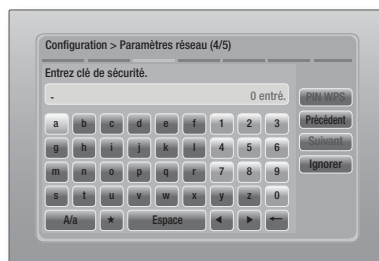 Configuration > Paramètres réseau (4/5)
Entrez clé de sécurité.
- 0 entré. PIN WPS
a b c d e f 1 2 3 Précédent
g h i j k l 4 5 6 Suivant
m n o p q r 7 8 9 Ignorer
s t u v w x y z 0
A/a ★ Espace ◄ ► ←